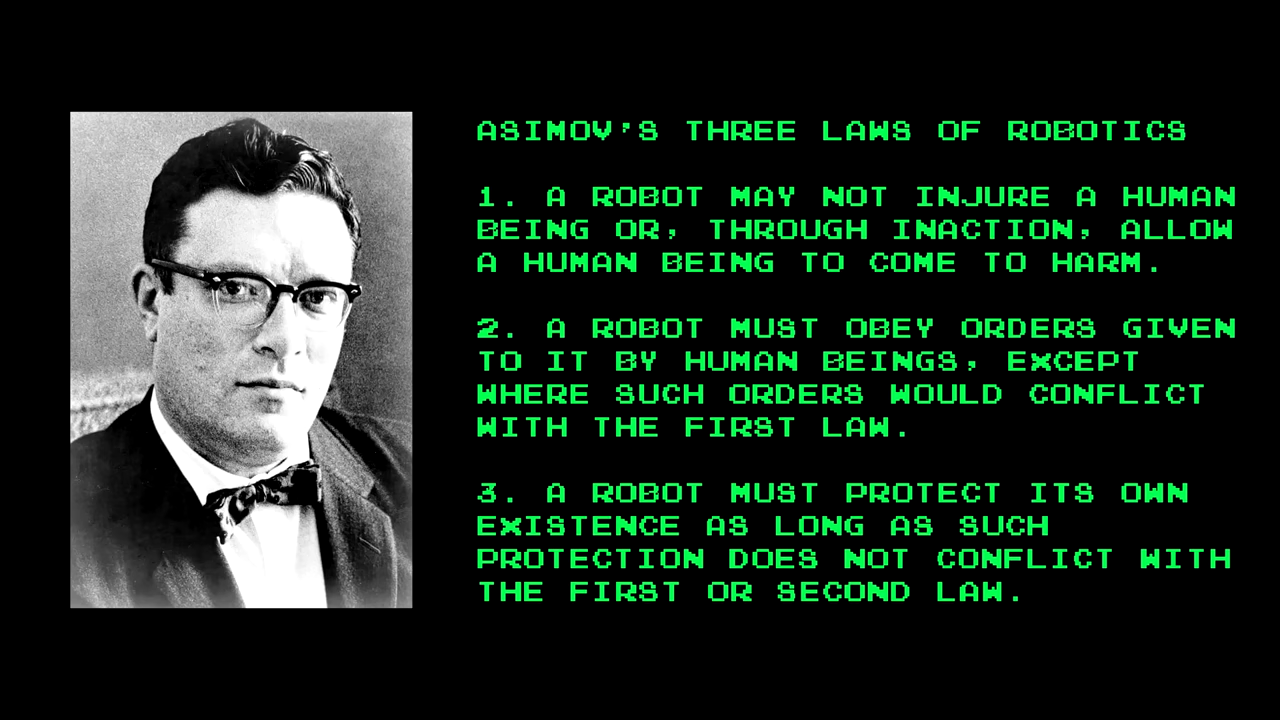 ASIMOV'S THREE LAWS OF ROBOTICS
1. A ROBOT MAY NOT INJURE A HUMAN
BEING OR, THROUGH INACTION, ALLOW
A HUMAN BEING TO COME TO HARM.
2. A ROBOT MUST OBEY ORDERS GIVEN
TO IT BY HUMAN BEINGS, EXCEPT
WHERE SUCH ORDERS WOULD CONFLICT
WITH THE FIRST LAW.
3. A ROBOT MUST PROTECT ITS OWN
EXISTENCE AS LONG AS SUCH
PROTECTION DOES NOT CONFLICT WITH
THE FIRST OR SECOND LAW.